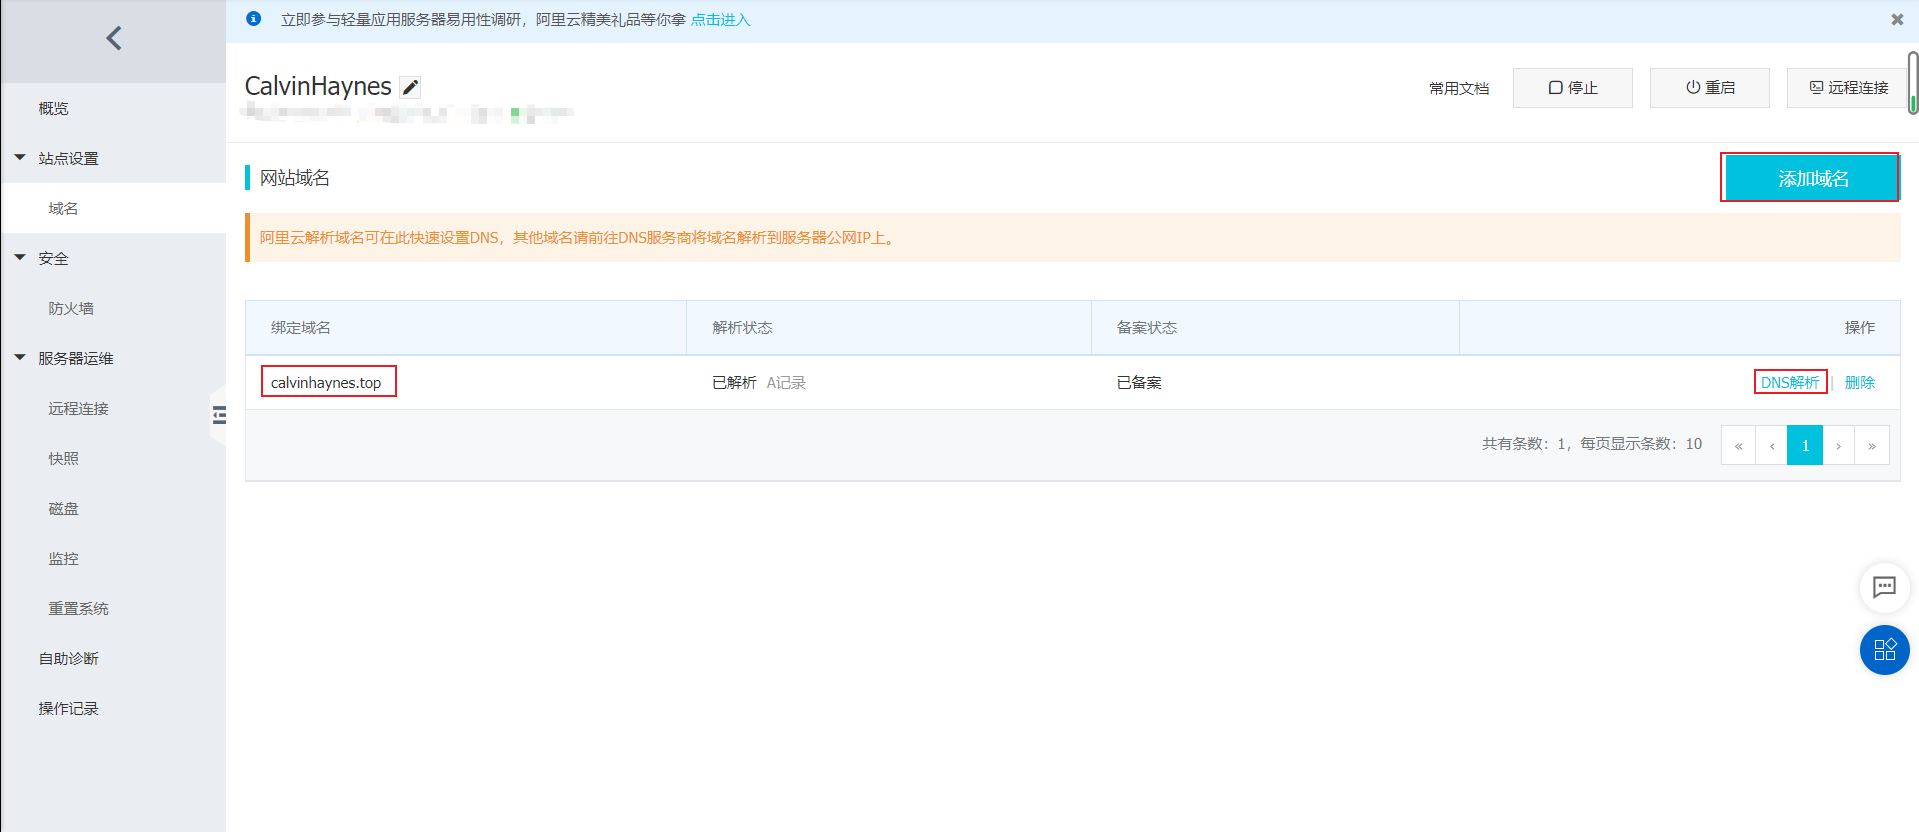 立即参与轻量应用服务器易用性调研，阿里云精美礼品等你拿 点击进入
CalvinHaynes
常用文档
停止
重启
远程连接
概览
站点设置
域名
安全
防火墙
服务器运维
远程连接
快照
磁盘
监控
重置系统
自助诊断
操作记录
网站域名
添加域名
阿里云解析域名可在此快速设置DNS，其他域名请前往DNS服务商将域名解析到服务器公网IP上。
绑定域名 解析状态 备案状态 操作
calvinhaynes.top 已解析 A记录 已备案 DNS解析 | 删除
共有条数：1，每页显示条数：10 « ‹ 1 › »